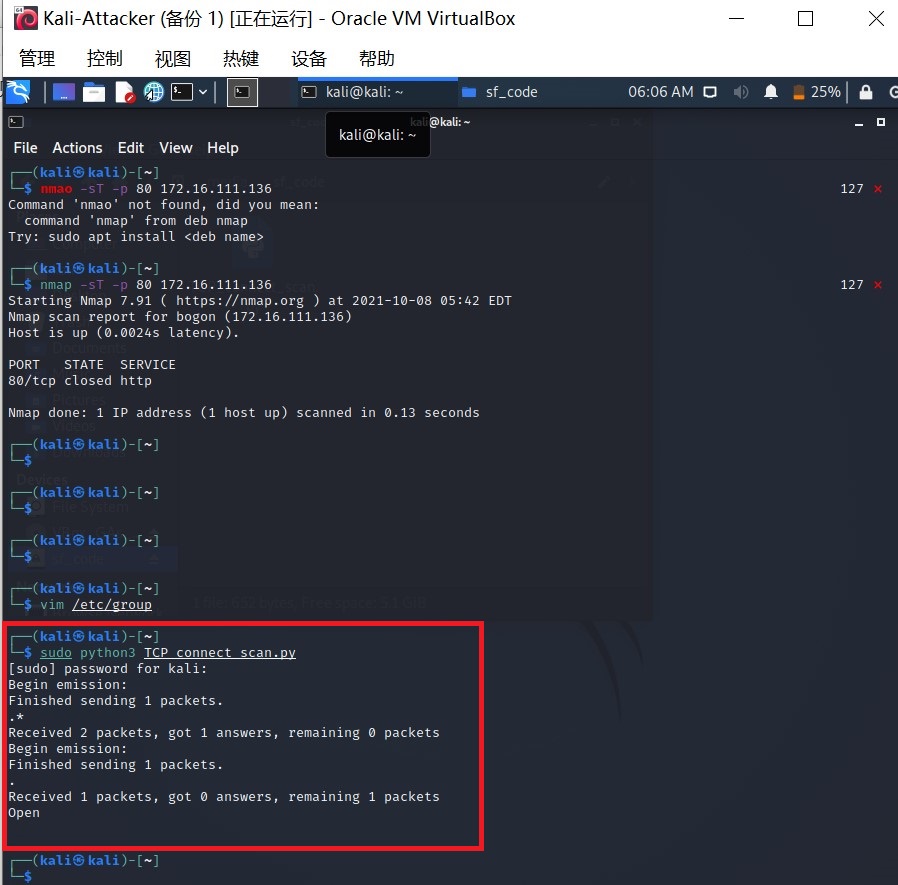 Kali-Attacker (备份 1) [正在运行] - Oracle VM VirtualBox
管理 控制 视图 热键 设备 帮助
kali@kali: ~ sf_code 06:06 AM 25%
kali@kali: ~
kali@kali: ~
File Actions Edit View Help
┌──(kali㉿kali)-[~]
└─$ nmao -sT -p 80 172.16.111.136 127 ⨯
Command 'nmao' not found, did you mean:
command 'nmap' from deb nmap
Try: sudo apt install <deb name>
┌──(kali㉿kali)-[~]
└─$ nmap -sT -p 80 172.16.111.136 127 ⨯
Starting Nmap 7.91 ( https://nmap.org ) at 2021-10-08 05:42 EDT
Nmap scan report for bogon (172.16.111.136)
Host is up (0.0024s latency).
PORT STATE SERVICE
80/tcp closed http
Nmap done: 1 IP address (1 host up) scanned in 0.13 seconds
┌──(kali㉿kali)-[~]
└─$
┌──(kali㉿kali)-[~]
└─$
┌──(kali㉿kali)-[~]
└─$
┌──(kali㉿kali)-[~]
└─$ vim /etc/group
┌──(kali㉿kali)-[~]
└─$ sudo python3 TCP_connect_scan.py
[sudo] password for kali:
Begin emission:
Finished sending 1 packets.
.*
Received 2 packets, got 1 answers, remaining 0 packets
Begin emission:
Finished sending 1 packets.
.
Received 1 packets, got 0 answers, remaining 1 packets
Open
┌──(kali㉿kali)-[~]
└─$